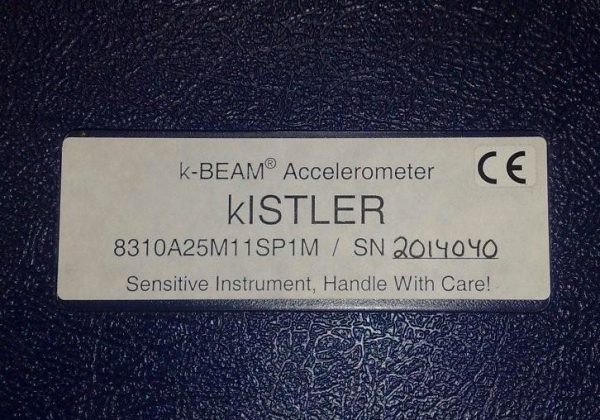 k-BEAM® Accelerometer
CE
kISTLER
8310A25M11SP1M / SN 2014040
Sensitive Instrument, Handle With Care!